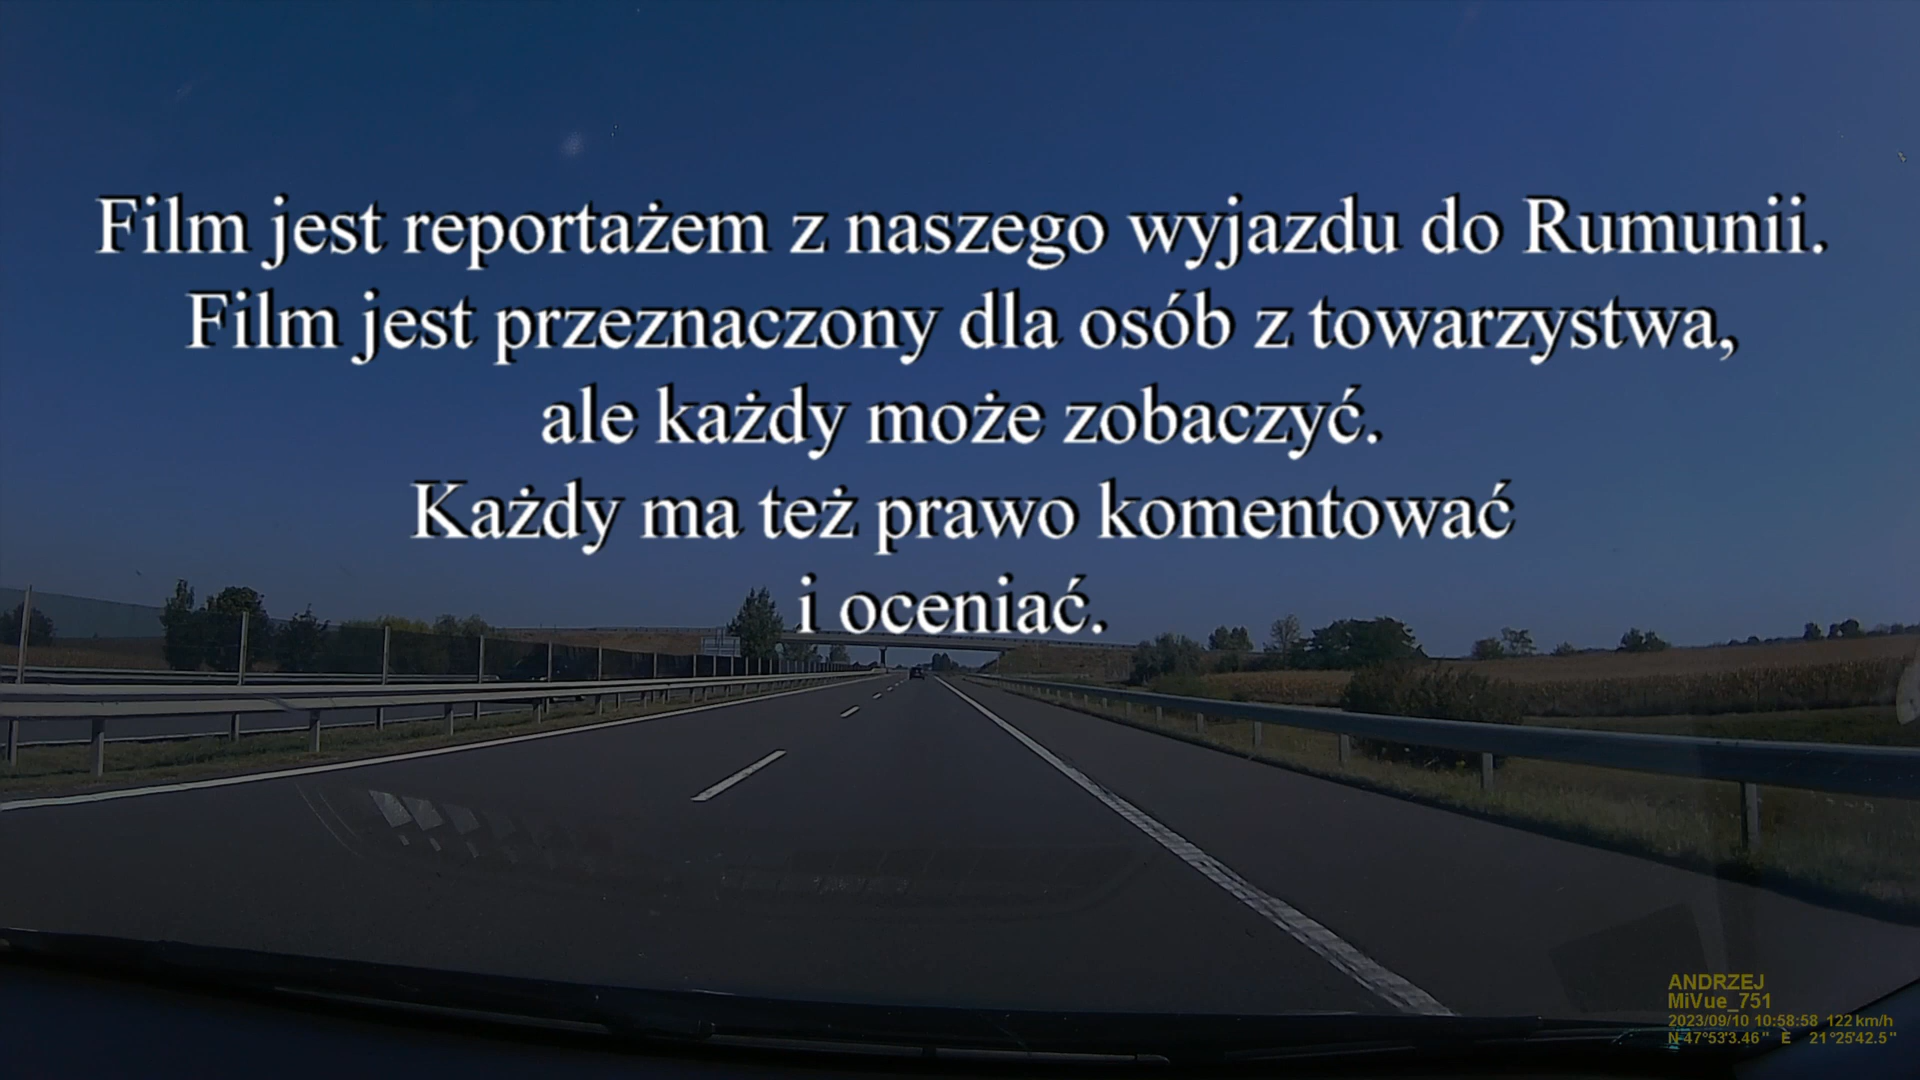 Film jest reportażem z naszego wyjazdu do Rumunii.
Film jest przeznaczony dla osób z towarzystwa,
ale każdy może zobaczyć.
Każdy ma też prawo komentować
i oceniać.
ANDRZEJ
MiVue_751
2023/09/10 10:58:58 122 km/h
N 47°53'3.46" E 21°25'42.5"